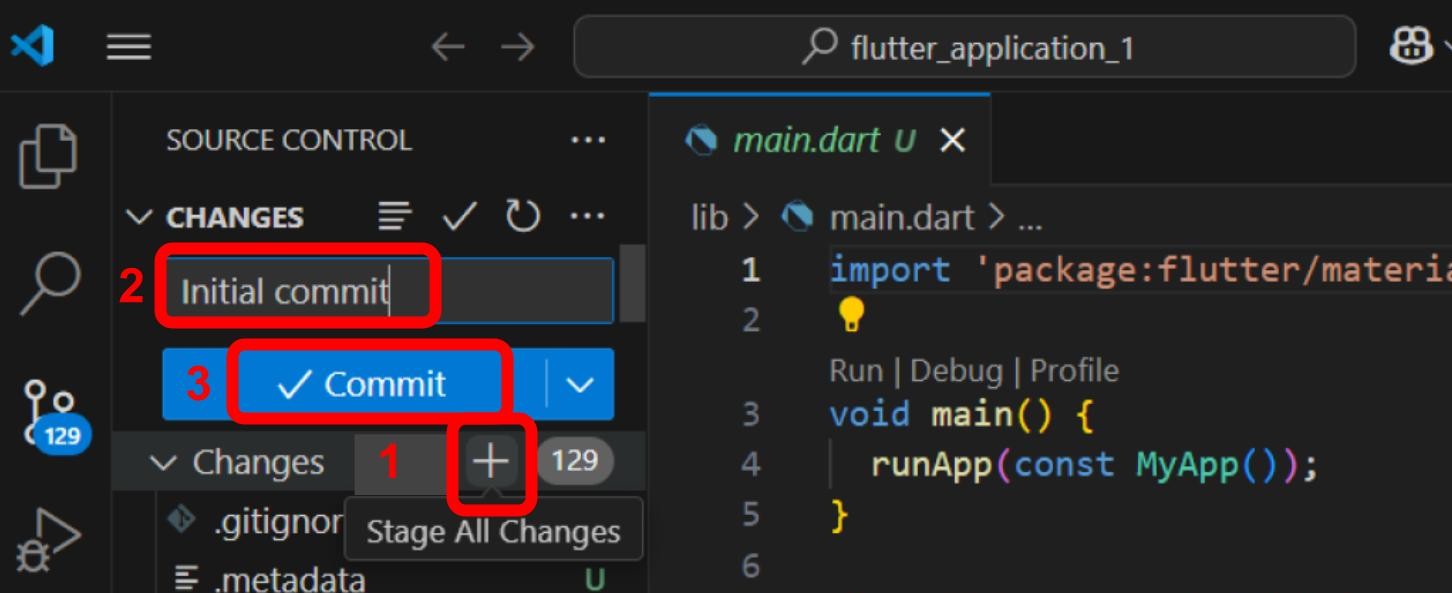 flutter_application_1
SOURCE CONTROL
CHANGES
2 Initial commit
3 Commit
129
Changes 1 129
Stage All Changes
.gitignor
.metadata U
main.dart U
lib > main.dart > ...
1 import 'package:flutter/materia
2
Run | Debug | Profile
3 void main() {
4 runApp(const MyApp());
5 }
6